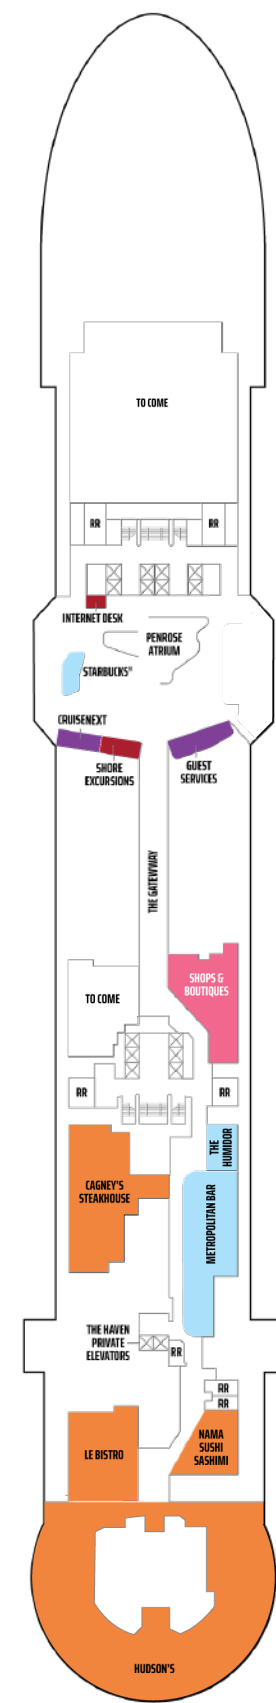 TO COME
RR
RR
INTERNET DESK
PENROSE
ATRIUM
STARBUCKS®
CRUISENEXT
SHORE
EXCURSIONS
GUEST
SERVICES
THE GATEWWAY
SHOPS &
BOUTIQUES
TO COME
RR
RR
THE
HUMIDOR
CAGNEY'S
STEAKHOUSE
METROPOLITAN BAR
THE HAVEN
PRIVATE
ELEVATORS
RR
RR
RR
NAMA
SUSHI
SASHIMI
LE BISTRO
HUDSON'S